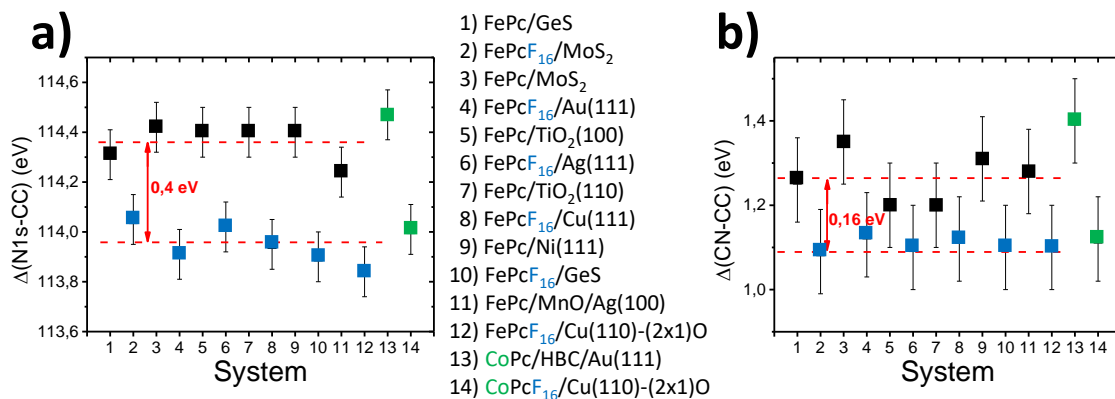 a)
Δ(N1s-CC) (eV)
114,6
114,4
114,2
114,0
113,8
113,6
0,4 eV
1 2 3 4 5 6 7 8 9 10 11 12 13 14
System
1) FePc/GeS
2) FePcF16/MoS2
3) FePc/MoS2
4) FePcF16/Au(111)
5) FePc/TiO2(100)
6) FePcF16/Ag(111)
7) FePc/TiO2(110)
8) FePcF16/Cu(111)
9) FePc/Ni(111)
10) FePcF16/GeS
11) FePc/MnO/Ag(100)
12) FePcF16/Cu(110)-(2x1)O
13) CoPc/HBC/Au(111)
14) CoPcF16/Cu(110)-(2x1)O
b)
Δ(CN-CC) (eV)
1,4
1,2
1,0
0,16 eV
1 2 3 4 5 6 7 8 9 10 11 12 13 14
System